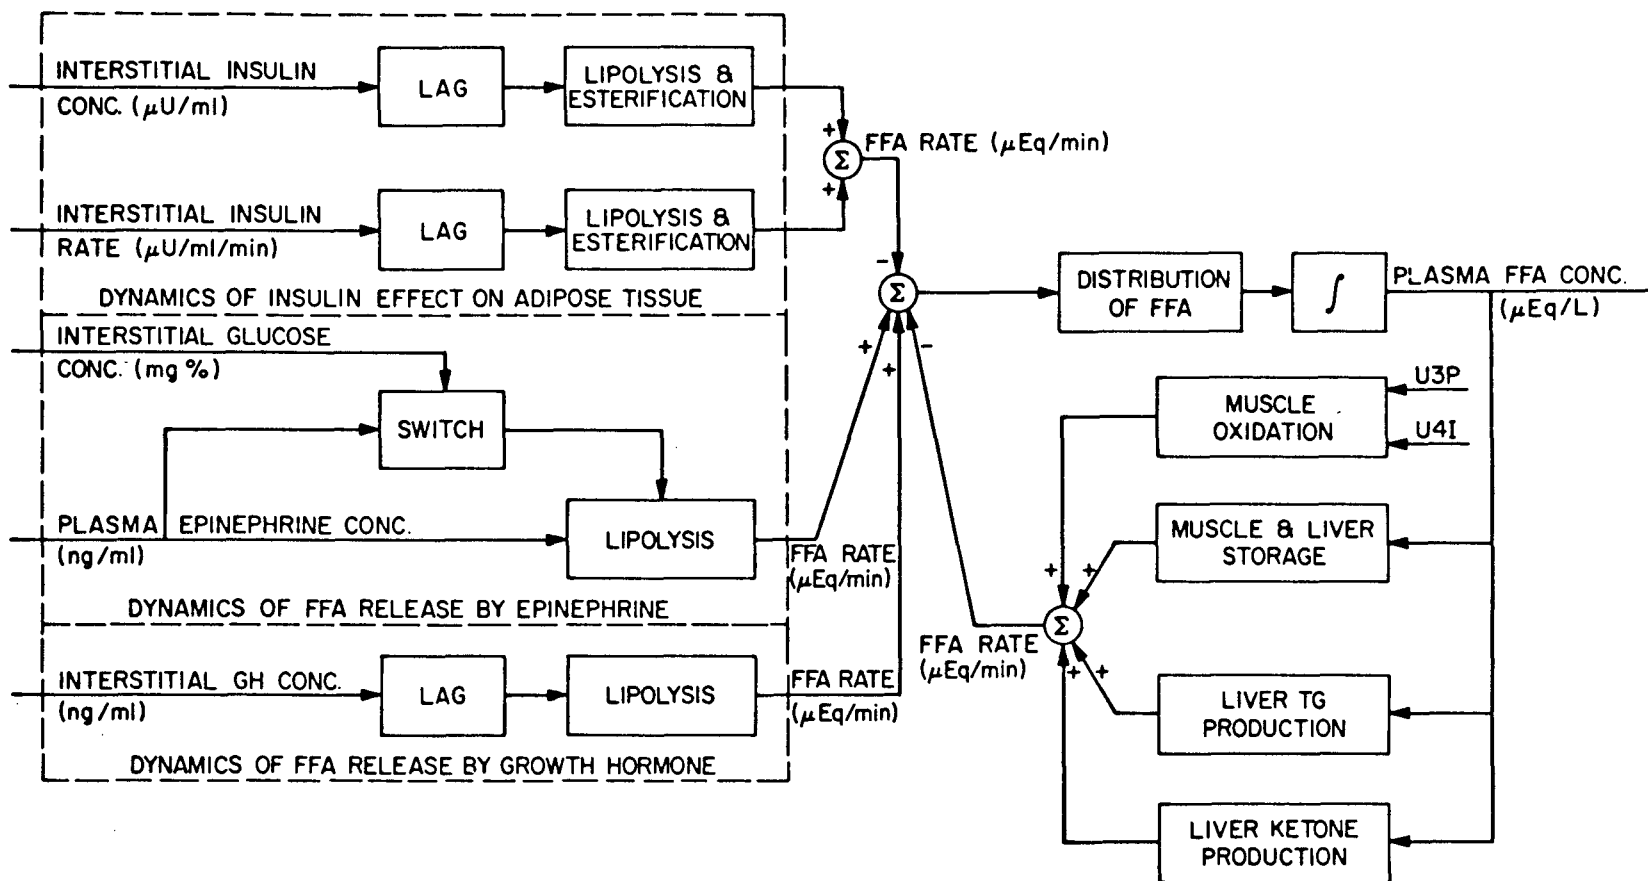 INTERSTITIAL INSULIN
CONC. (μU/ml)
LAG
LIPOLYSIS &
ESTERIFICATION
+
Σ
+
FFA RATE (μEq/min)
INTERSTITIAL INSULIN
RATE (μU/ml/min)
LAG
LIPOLYSIS &
ESTERIFICATION
DYNAMICS OF INSULIN EFFECT ON ADIPOSE TISSUE
INTERSTITIAL GLUCOSE
CONC. (mg %)
SWITCH
PLASMA EPINEPHRINE CONC.
(ng/ml)
LIPOLYSIS
FFA RATE
(μEq/min)
DYNAMICS OF FFA RELEASE BY EPINEPHRINE
INTERSTITIAL GH CONC.
(ng/ml)
LAG
LIPOLYSIS
FFA RATE
(μEq/min)
DYNAMICS OF FFA RELEASE BY GROWTH HORMONE
-
Σ
+
+
-
DISTRIBUTION
OF FFA
∫
PLASMA FFA CONC.
(μEq/L)
MUSCLE
OXIDATION
U3P
U4I
MUSCLE & LIVER
STORAGE
+
+
Σ
+
+
FFA RATE
(μEq/min)
LIVER TG
PRODUCTION
LIVER KETONE
PRODUCTION